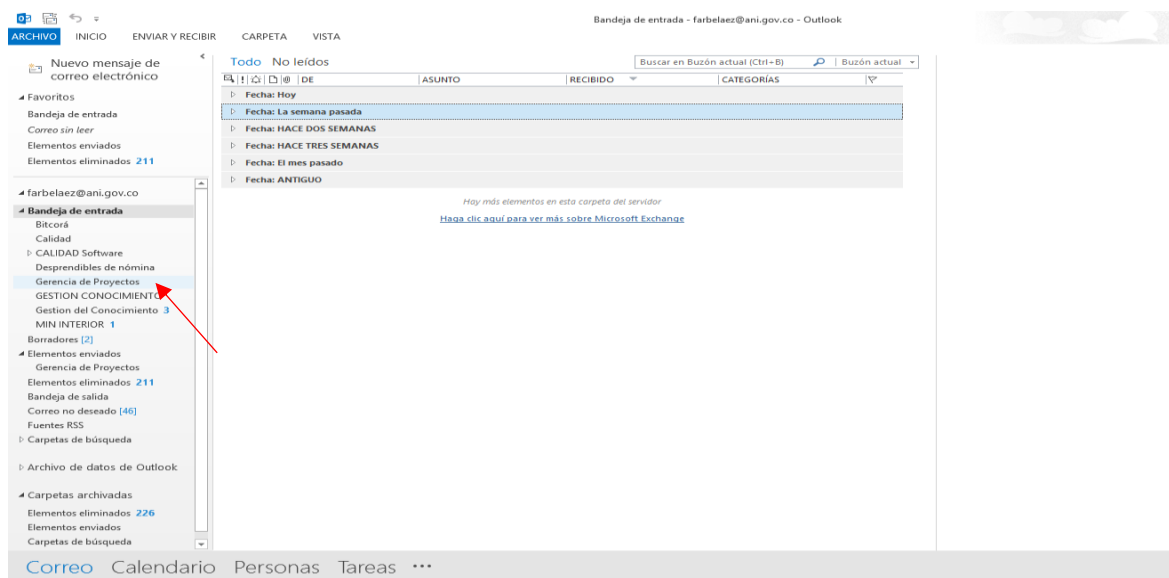 Bandeja de entrada - farbelaez@ani.gov.co - Outlook
ARCHIVO INICIO ENVIAR Y RECIBIR CARPETA VISTA
Nuevo mensaje de
correo electrónico
Favoritos
Bandeja de entrada
Correo sin leer
Elementos enviados
Elementos eliminados 211
farbelaez@ani.gov.co
Bandeja de entrada
Bitcorá
Calidad
CALIDAD Software
Desprendibles de nómina
Gerencia de Proyectos
GESTION CONOCIMIENTO
Gestion del Conocimiento 3
MIN INTERIOR 1
Borradores [2]
Elementos enviados
Gerencia de Proyectos
Elementos eliminados 211
Bandeja de salida
Correo no deseado [46]
Fuentes RSS
Carpetas de búsqueda
Archivo de datos de Outlook
Carpetas archivadas
Elementos eliminados 226
Elementos enviados
Carpetas de búsqueda
Todo No leídos
Buscar en Buzón actual (Ctrl+B) Buzón actual
DE ASUNTO RECIBIDO CATEGORÍAS
Fecha: Hoy
Fecha: La semana pasada
Fecha: HACE DOS SEMANAS
Fecha: HACE TRES SEMANAS
Fecha: El mes pasado
Fecha: ANTIGUO
Hay más elementos en esta carpeta del servidor
Haga clic aquí para ver más sobre Microsoft Exchange
Correo Calendario Personas Tareas ···